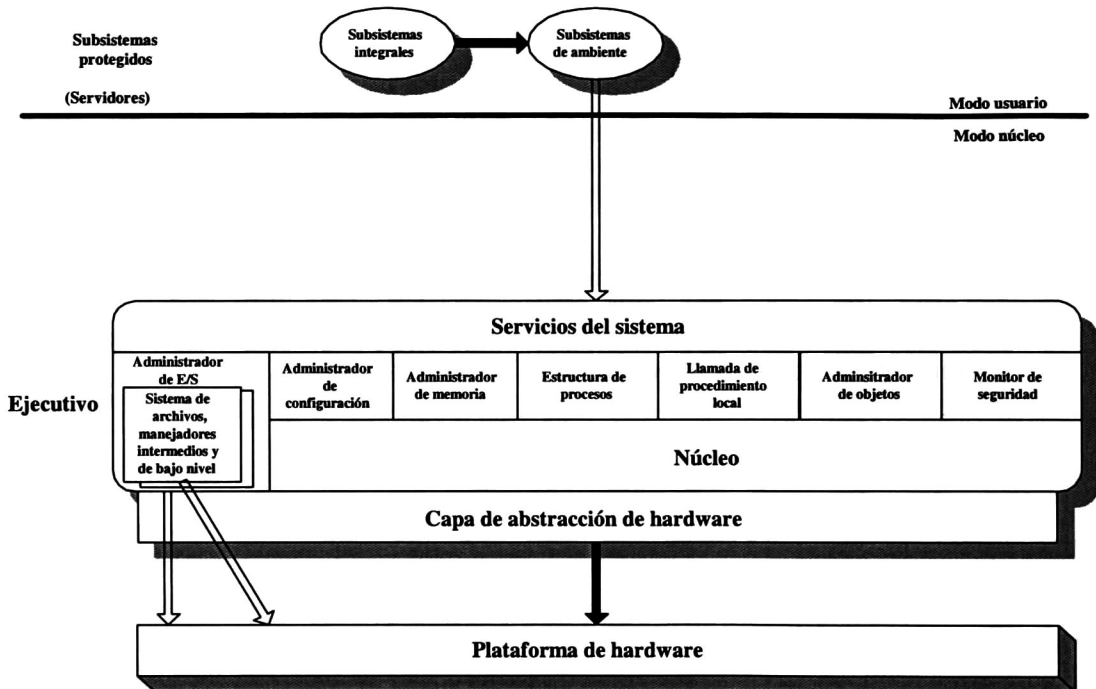 Subsistemas
protegidos
(Servidores)
Subsistemas
integrales
Subsistemas
de ambiente
Modo usuario
Modo núcleo
Servicios del sistema
Ejecutivo
Administrador
de E/S
Sistema de
archivos,
manejadores
intermedios y
de bajo nivel
Administrador
de
configuración
Administrador
de memoria
Estructura de
procesos
Llamada de
procedimiento
local
Adminsitrador
de objetos
Monitor de
seguridad
Núcleo
Capa de abstracción de hardware
Plataforma de hardware